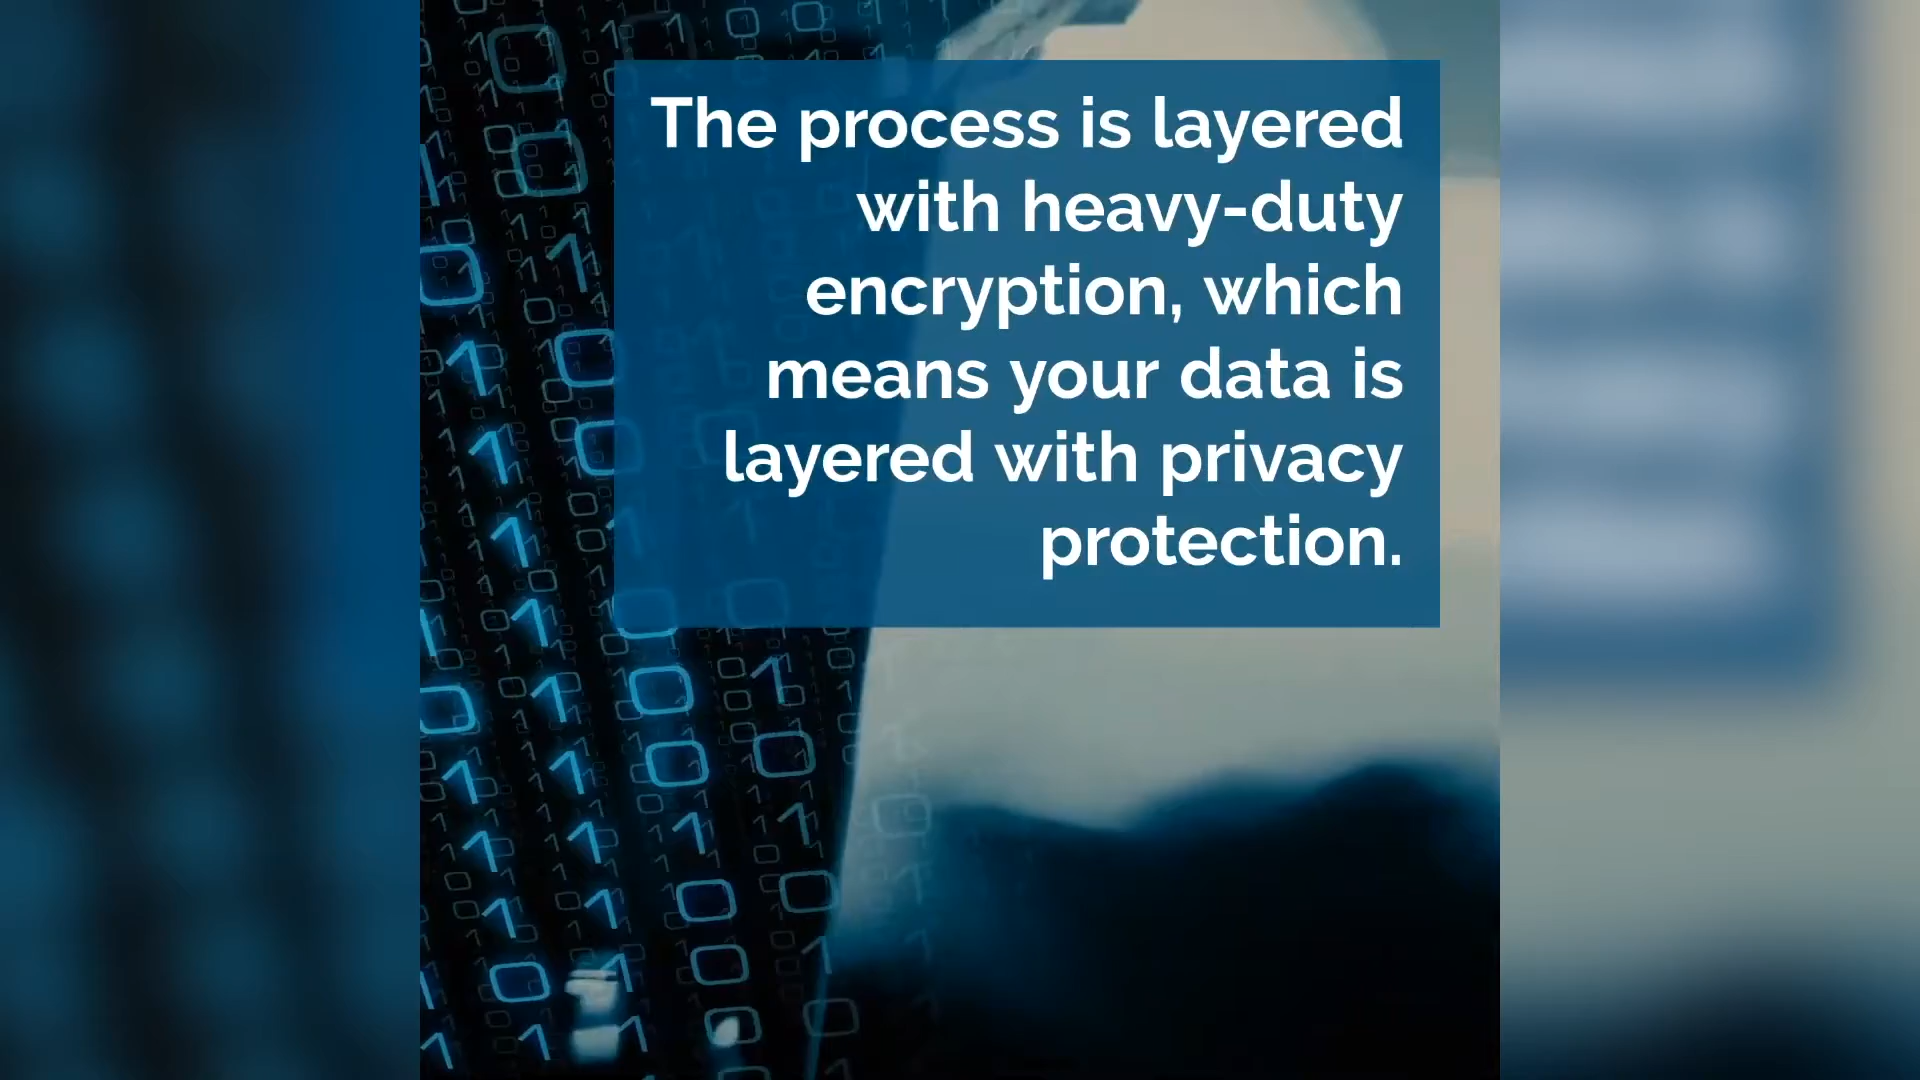 The process is layered
with heavy-duty
encryption, which
means your data is
layered with privacy
protection.